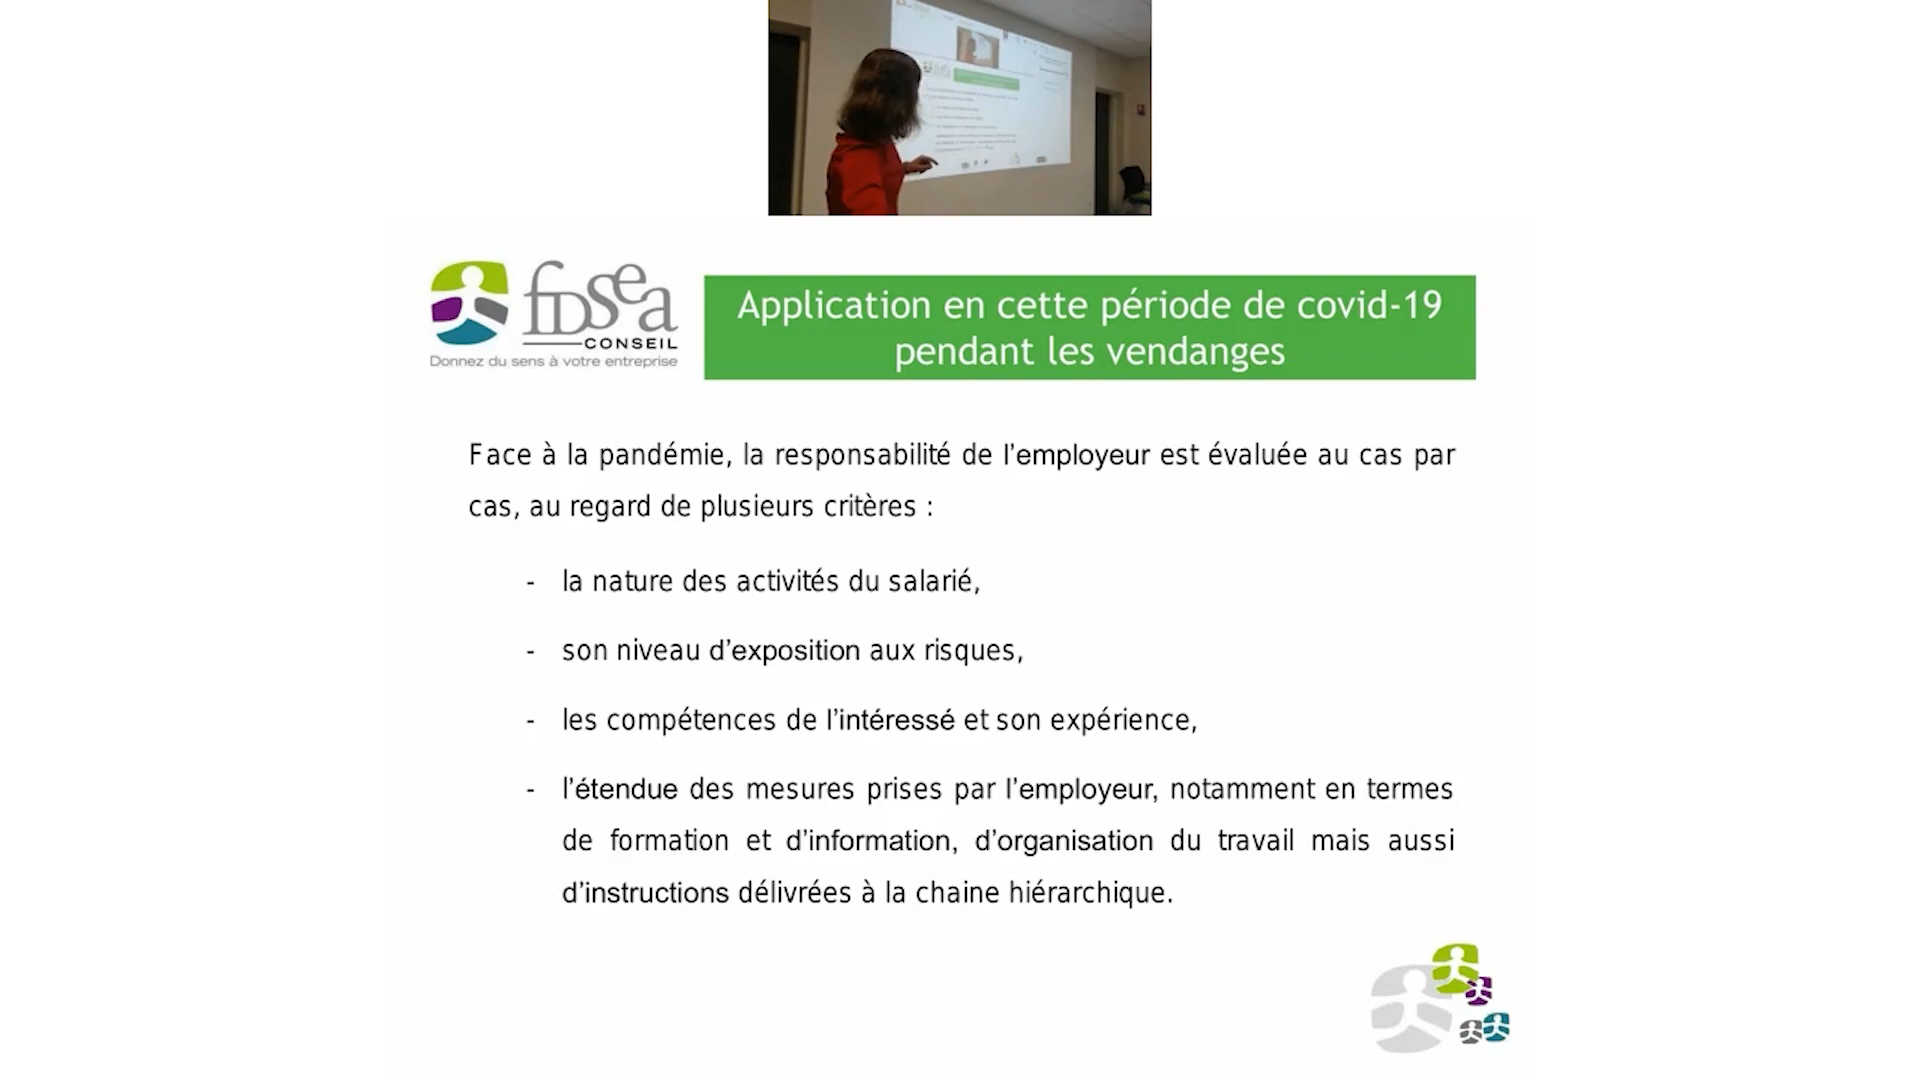 fdsea
CONSEIL
Donnez du sens à votre entreprise
Application en cette période de covid-19
pendant les vendanges
Face à la pandémie, la responsabilité de l’employeur est évaluée au cas par
cas, au regard de plusieurs critères :
- la nature des activités du salarié,
- son niveau d’exposition aux risques,
- les compétences de l’intéressé et son expérience,
- l’étendue des mesures prises par l’employeur, notamment en termes
de formation et d’information, d’organisation du travail mais aussi
d’instructions délivrées à la chaine hiérarchique.